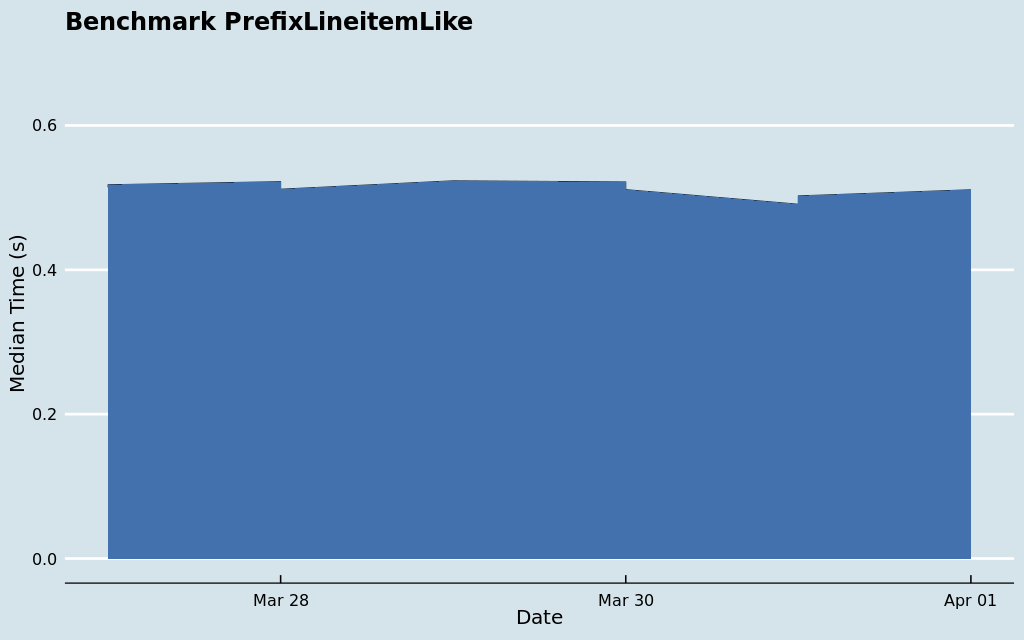 Benchmark PrefixLineitemLike
0.6
0.4
0.2
0.0
Median Time (s)
Mar 28
Mar 30
Apr 01
Date